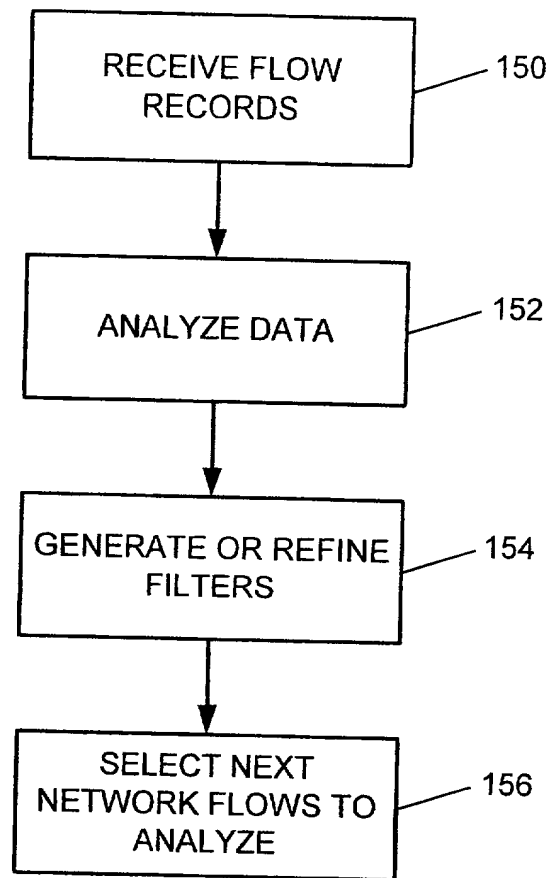 RECEIVE FLOW
RECORDS
150
ANALYZE DATA
152
GENERATE OR REFINE
FILTERS
154
SELECT NEXT
NETWORK FLOWS TO
ANALYZE
156